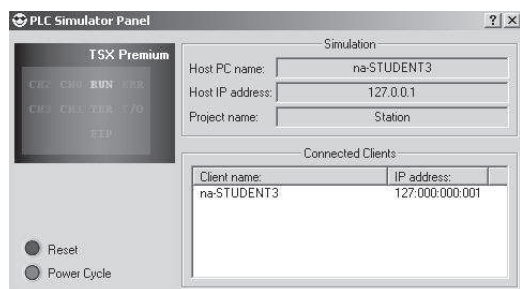 PLC Simulator Panel
TSX Premium
CH2 CH0 RUN ERR
CH3 CH1 TER I/O
FIP
Reset
Power Cycle
Simulation
Host PC name: na-STUDENT3
Host IP address: 127.0.0.1
Project name: Station
Connected Clients
Client name: IP address:
na-STUDENT3 127:000:000:001